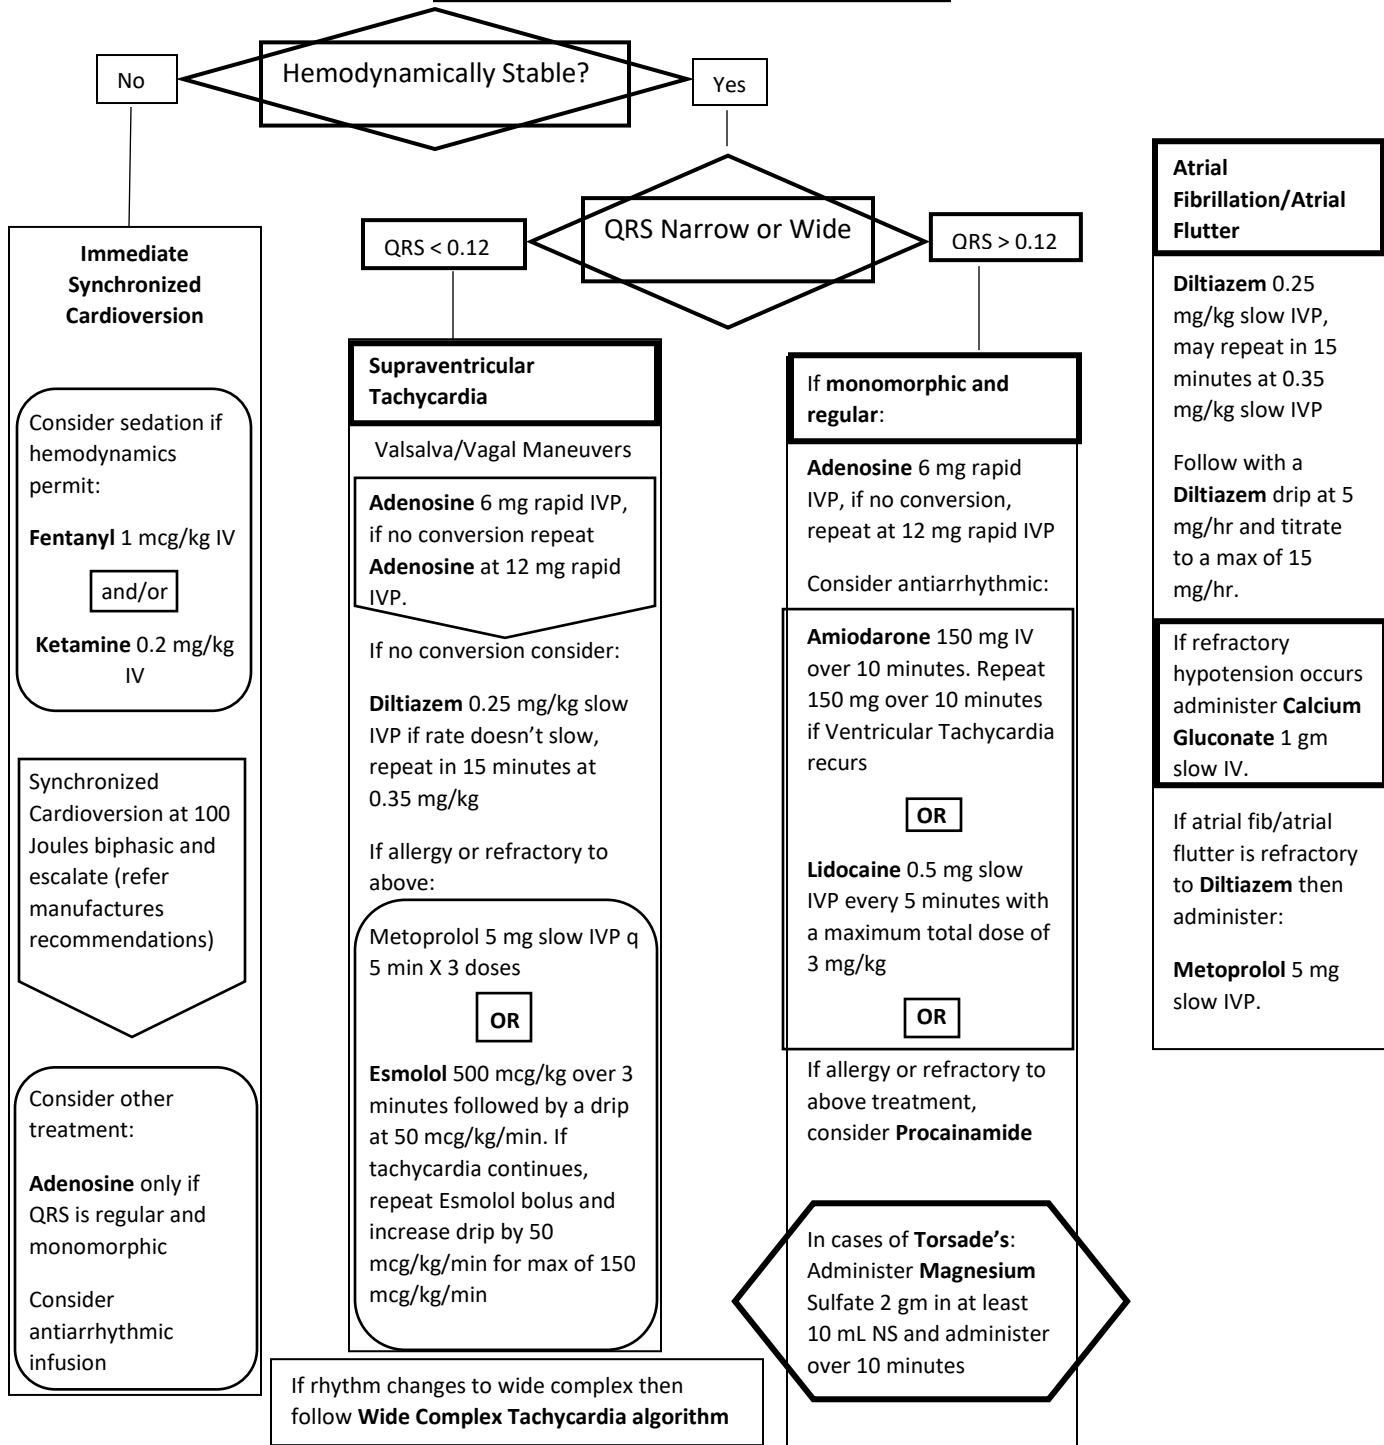 Hemodynamically Stable?
No
Yes
QRS Narrow or Wide
QRS < 0.12
QRS > 0.12
Immediate
Synchronized
Cardioversion
Consider sedation if
hemodynamics
permit:
Fentanyl 1 mcg/kg IV
and/or
Ketamine 0.2 mg/kg
IV
Synchronized
Cardioversion at 100
Joules biphasic and
escalate (refer
manufactures
recommendations)
Consider other
treatment:
Adenosine only if
QRS is regular and
monomorphic
Consider
antiarrhythmic
infusion
Supraventricular
Tachycardia
Valsalva/Vagal Maneuvers
Adenosine 6 mg rapid IVP,
if no conversion repeat
Adenosine at 12 mg rapid
IVP.
If no conversion consider:
Diltiazem 0.25 mg/kg slow
IVP if rate doesn't slow,
repeat in 15 minutes at
0.35 mg/kg
If allergy or refractory to
above:
Metoprolol 5 mg slow IVP q
5 min X 3 doses
OR
Esmolol 500 mcg/kg over 3
minutes followed by a drip
at 50 mcg/kg/min. If
tachycardia continues,
repeat Esmolol bolus and
increase drip by 50
mcg/kg/min for max of 150
mcg/kg/min
If rhythm changes to wide complex then
follow Wide Complex Tachycardia algorithm
If monomorphic and
regular:
Adenosine 6 mg rapid
IVP, if no conversion,
repeat at 12 mg rapid IVP
Consider antiarrhythmic:
Amiodarone 150 mg IV
over 10 minutes. Repeat
150 mg over 10 minutes
if Ventricular Tachycardia
recurs
OR
Lidocaine 0.5 mg slow
IVP every 5 minutes with
a maximum total dose of
3 mg/kg
OR
If allergy or refractory to
above treatment,
consider Procainamide
In cases of Torsade's:
Administer Magnesium
Sulfate 2 gm in at least
10 mL NS and administer
over 10 minutes
Atrial
Fibrillation/Atrial
Flutter
Diltiazem 0.25
mg/kg slow IVP,
may repeat in 15
minutes at 0.35
mg/kg slow IVP
Follow with a
Diltiazem drip at 5
mg/hr and titrate
to a max of 15
mg/hr.
If refractory
hypotension occurs
administer Calcium
Gluconate 1 gm
slow IV.
If atrial fib/atrial
flutter is refractory
to Diltiazem then
administer:
Metoprolol 5 mg
slow IVP.